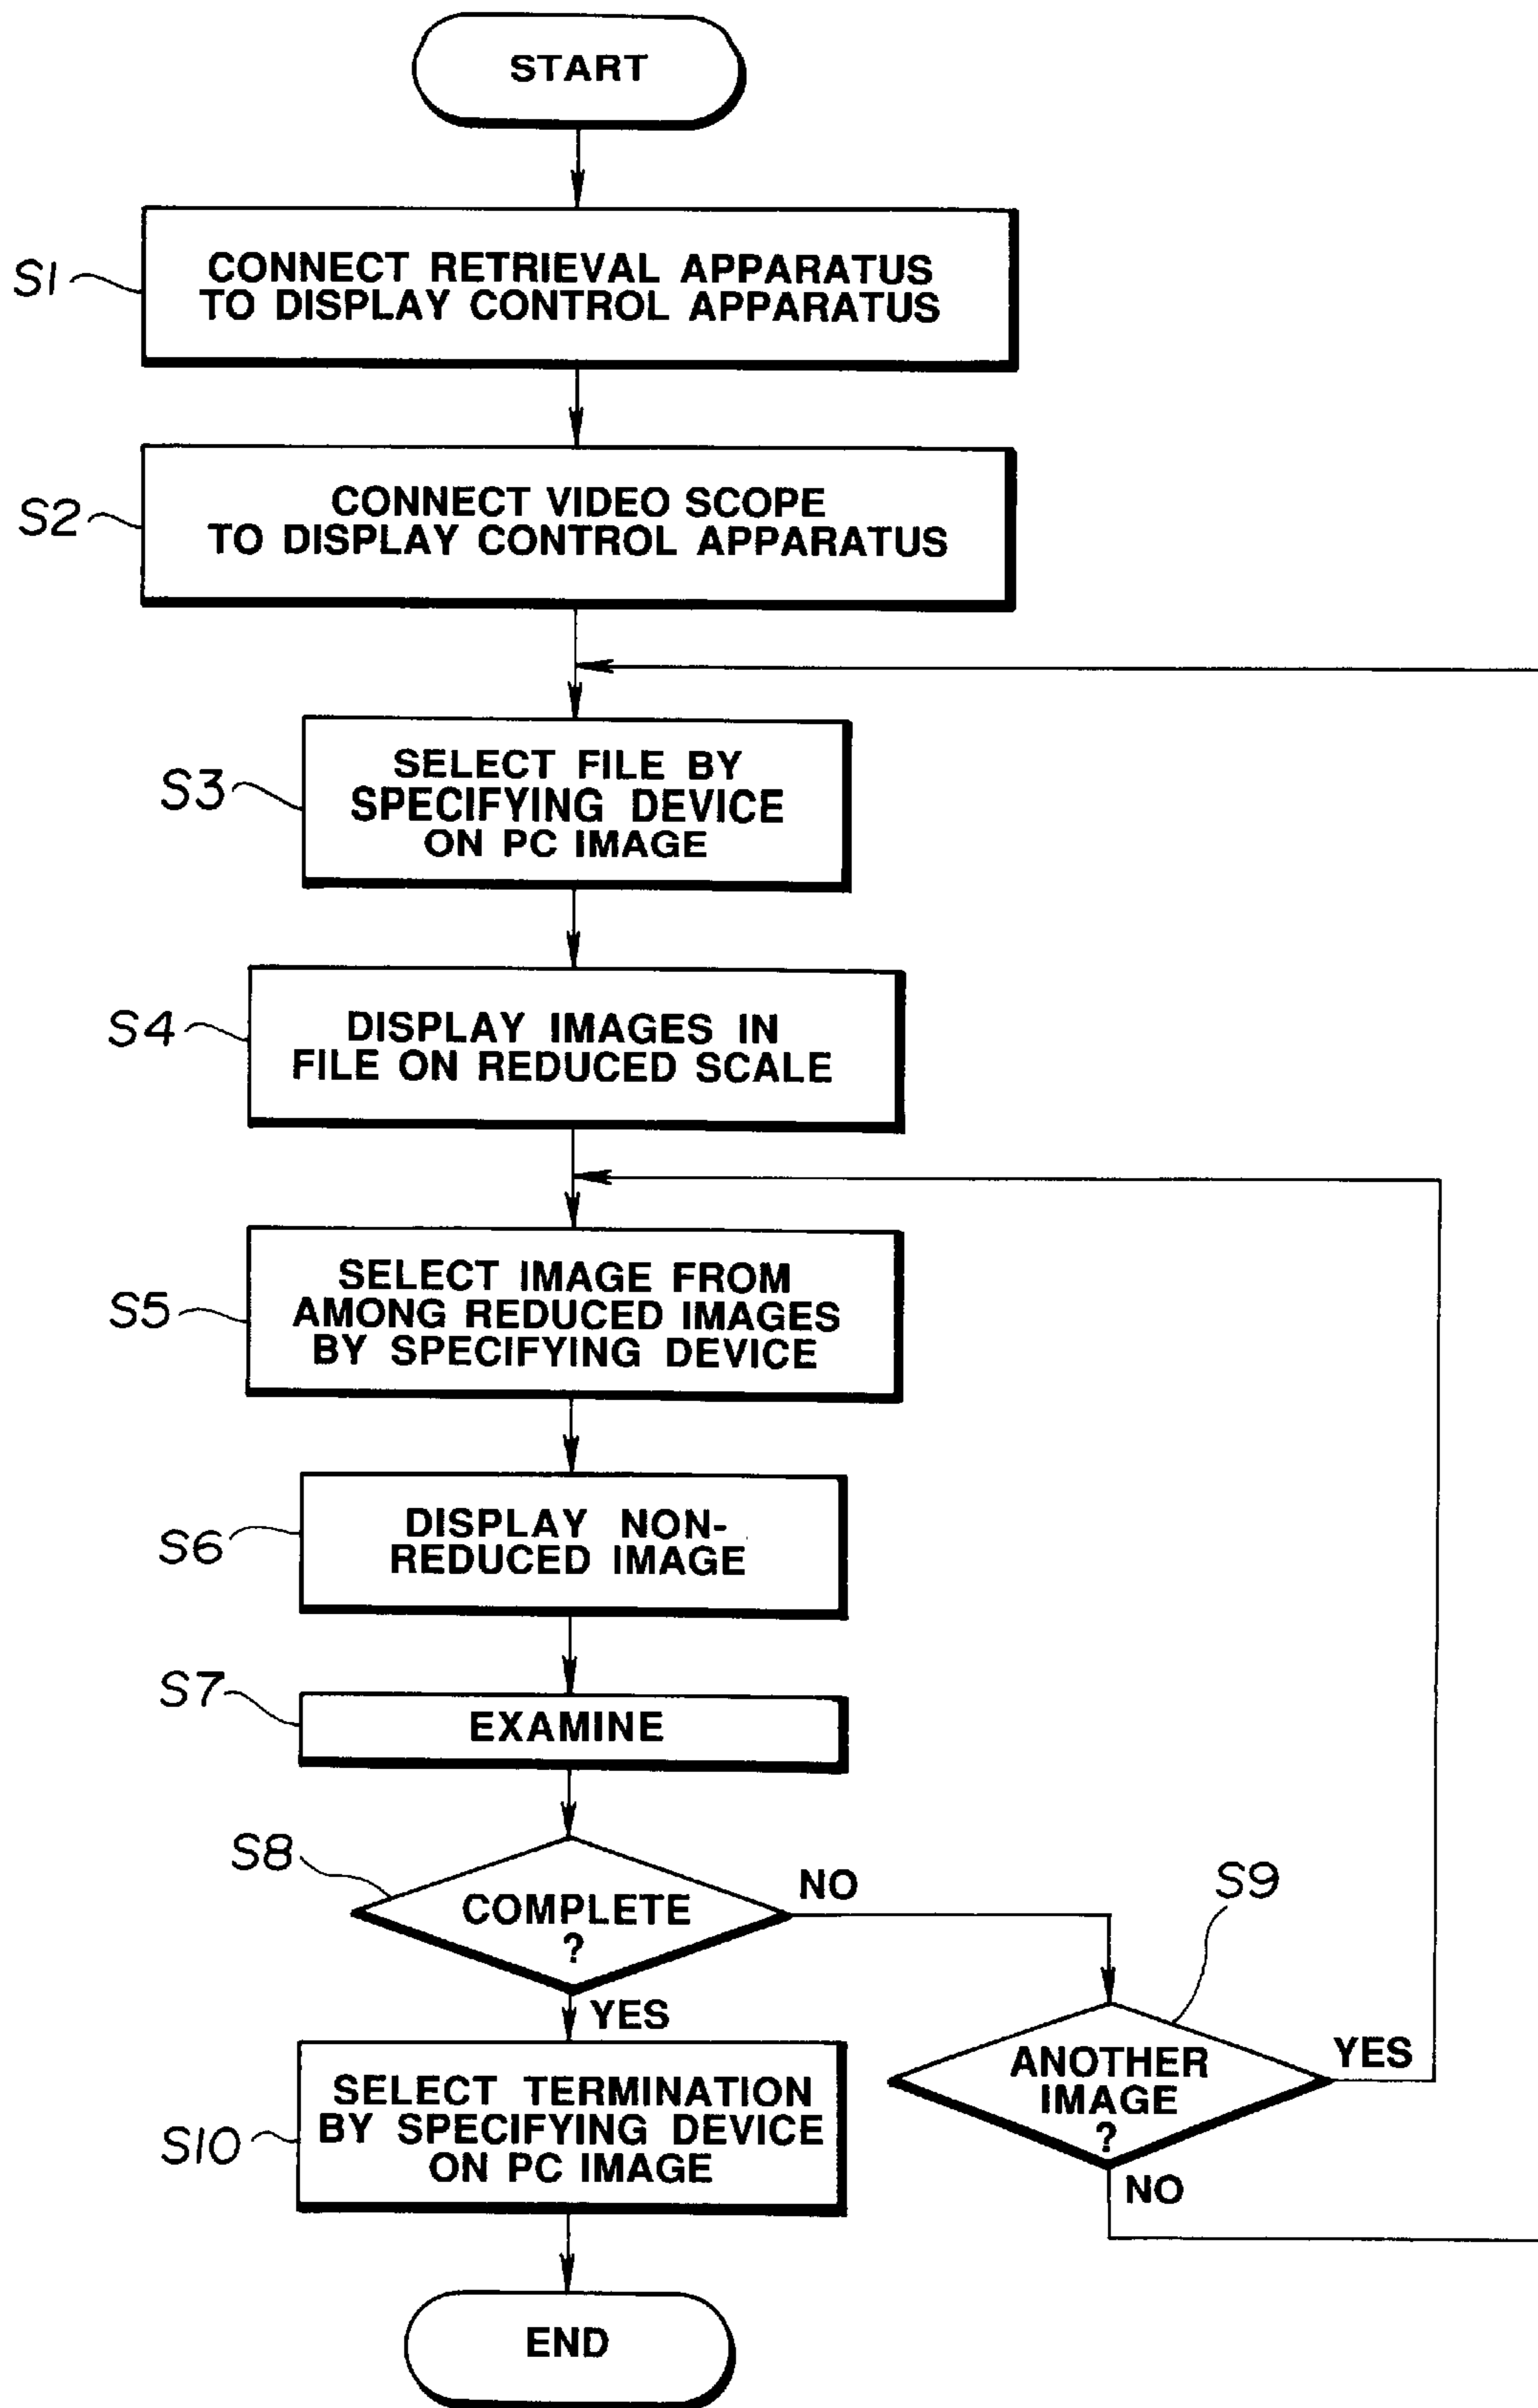 START
S1
CONNECT RETRIEVAL APPARATUS
TO DISPLAY CONTROL APPARATUS
S2
CONNECT VIDEO SCOPE
TO DISPLAY CONTROL APPARATUS
S3
SELECT FILE BY
SPECIFYING DEVICE
ON PC IMAGE
S4
DISPLAY IMAGES IN
FILE ON REDUCED SCALE
S5
SELECT IMAGE FROM
AMONG REDUCED IMAGES
BY SPECIFYING DEVICE
S6
DISPLAY NON-
REDUCED IMAGE
S7
EXAMINE
S8
COMPLETE
?
NO
YES
S9
ANOTHER
IMAGE
?
YES
NO
S10
SELECT TERMINATION
BY SPECIFYING DEVICE
ON PC IMAGE
END